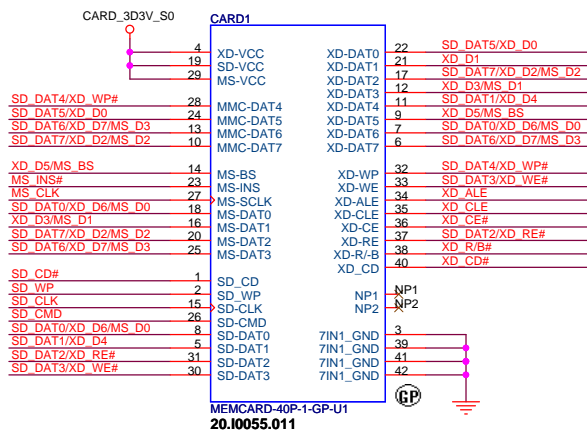 CARD_3D3V_S0
CARD1
4 XD-VCC
19 SD-VCC
29 MS-VCC
SD_DAT4/XD_WP# 28 MMC-DAT4
SD_DAT5/XD_D0 24 MMC-DAT5
SD_DAT6/XD_D7/MS_D3 13 MMC-DAT6
SD_DAT7/XD_D2/MS_D2 10 MMC-DAT7
XD_D5/MS_BS 14 MS-BS
MS_INS# 23 MS-INS
MS_CLK 27 MS-SCLK
SD_DAT0/XD_D6/MS_D0 18 MS-DAT0
XD_D3/MS_D1 16 MS-DAT1
SD_DAT7/XD_D2/MS_D2 20 MS-DAT2
SD_DAT6/XD_D7/MS_D3 25 MS-DAT3
SD_CD# 1 SD_CD
SD_WP 2 SD_WP
SD_CLK 15 SD-CLK
SD_CMD 26 SD-CMD
SD_DAT0/XD_D6/MS_D0 8 SD-DAT0
SD_DAT1/XD_D4 5 SD-DAT1
SD_DAT2/XD_RE# 31 SD-DAT2
SD_DAT3/XD_WE# 30 SD-DAT3
XD-DAT0 22 SD_DAT5/XD_D0
XD-DAT1 21 XD_D1
XD-DAT2 17 SD_DAT7/XD_D2/MS_D2
XD-DAT3 12 XD_D3/MS_D1
XD-DAT4 11 SD_DAT1/XD_D4
XD-DAT5 9 XD_D5/MS_BS
XD-DAT6 7 SD_DAT0/XD_D6/MS_D0
XD-DAT7 6 SD_DAT6/XD_D7/MS_D3
XD-WP 32 SD_DAT4/XD_WP#
XD-WE 33 SD_DAT3/XD_WE#
XD-ALE 34 XD_ALE
XD-CLE 35 XD_CLE
XD-CE 36 XD_CE#
XD-RE 37 SD_DAT2/XD_RE#
XD-R/-B 38 XD_R/B#
XD_CD 40 XD_CD#
NP1 NP1
NP2 NP2
7IN1_GND 3
7IN1_GND 39
7IN1_GND 41
7IN1_GND 42
GP
MEMCARD-40P-1-GP-U1
20.I0055.011